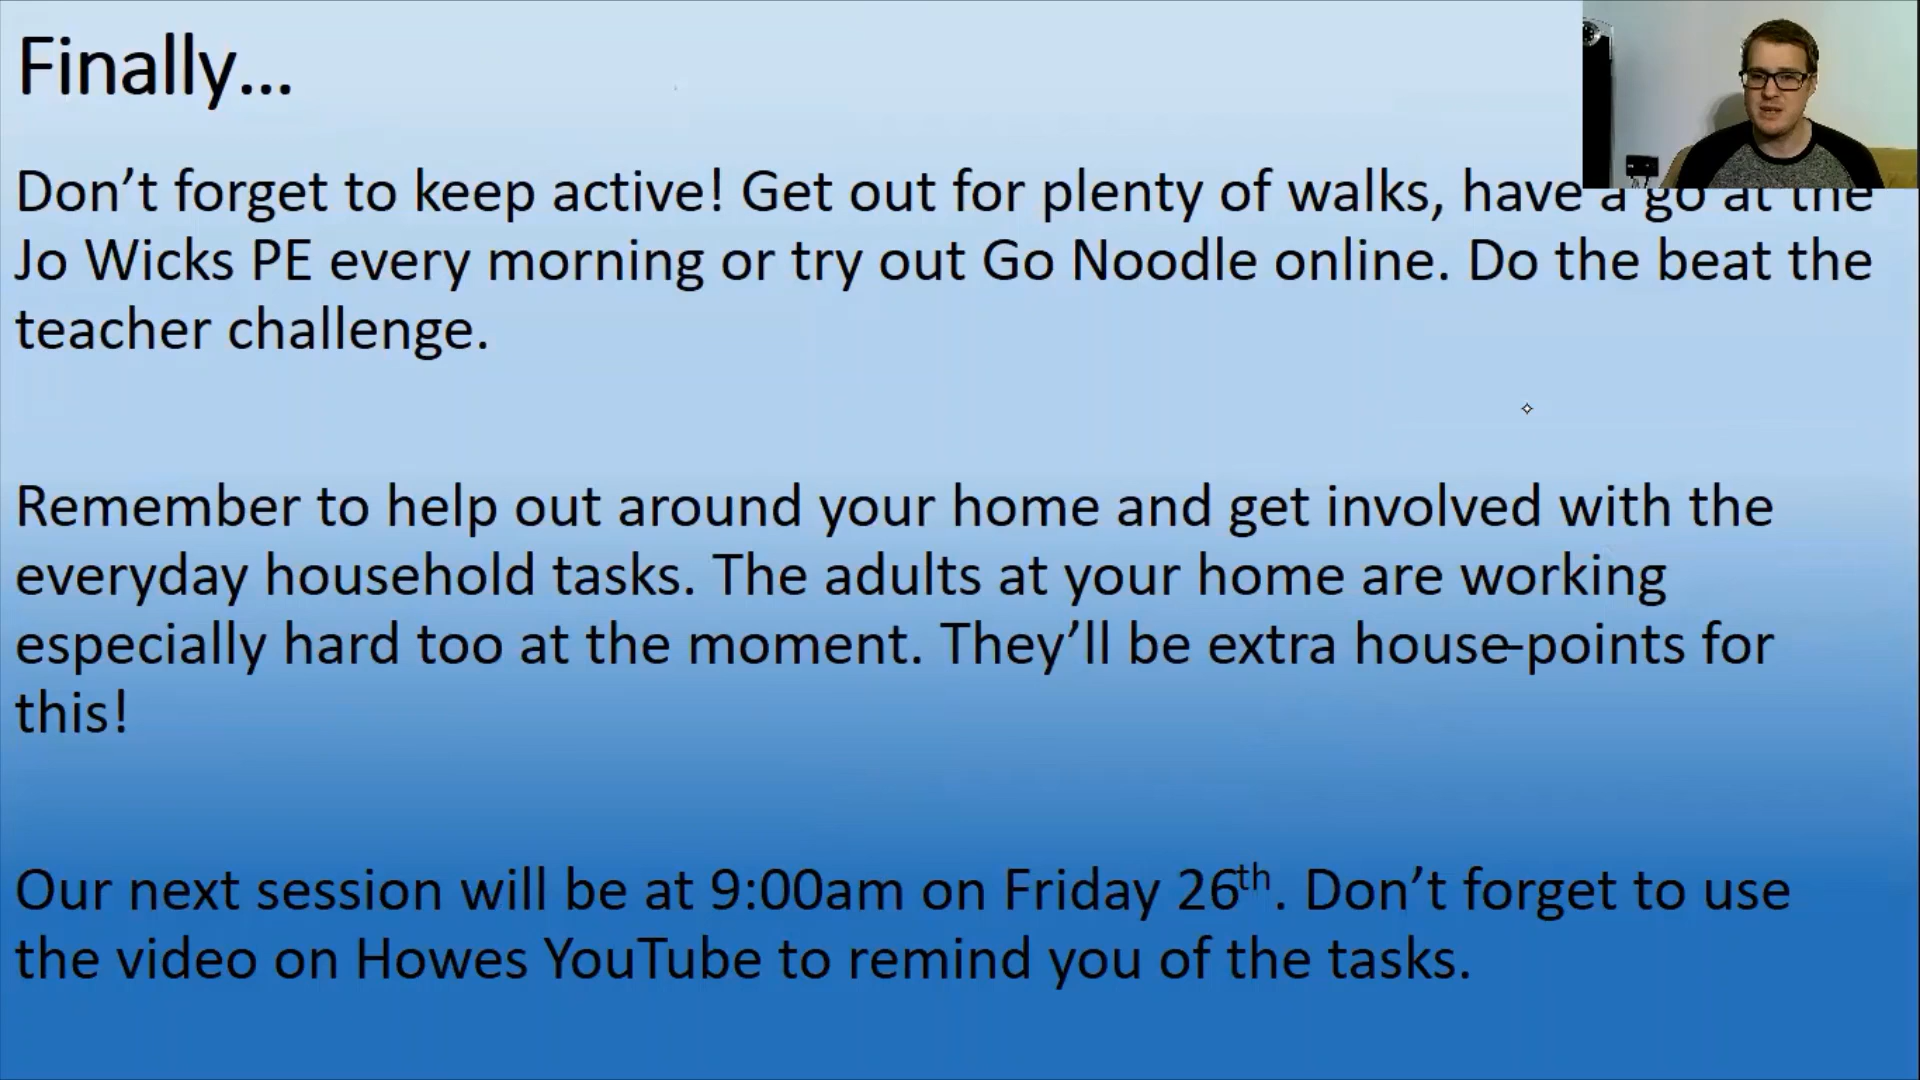 Finally...
Don't forget to keep active! Get out for plenty of walks, have a go at the
Jo Wicks PE every morning or try out Go Noodle online. Do the beat the
teacher challenge.
Remember to help out around your home and get involved with the
everyday household tasks. The adults at your home are working
especially hard too at the moment. They'll be extra house-points for
this!
Our next session will be at 9:00am on Friday 26th. Don't forget to use
the video on Howes YouTube to remind you of the tasks.